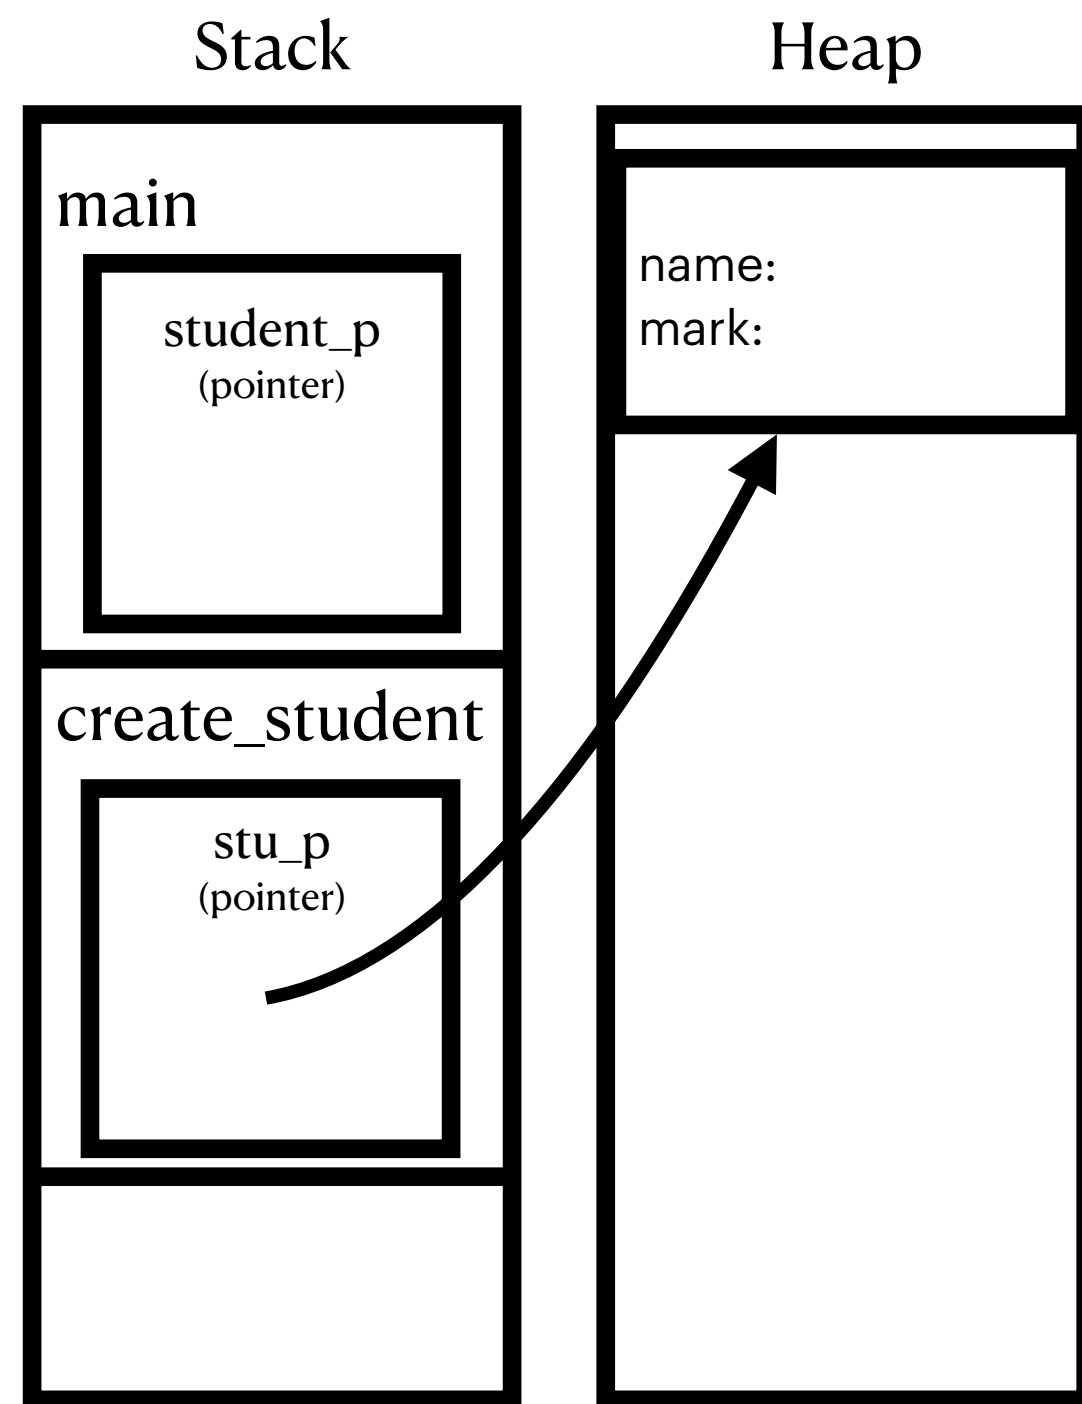 Stack
Heap
main
student_p
(pointer)
name:
mark:
create_student
stu_p
(pointer)